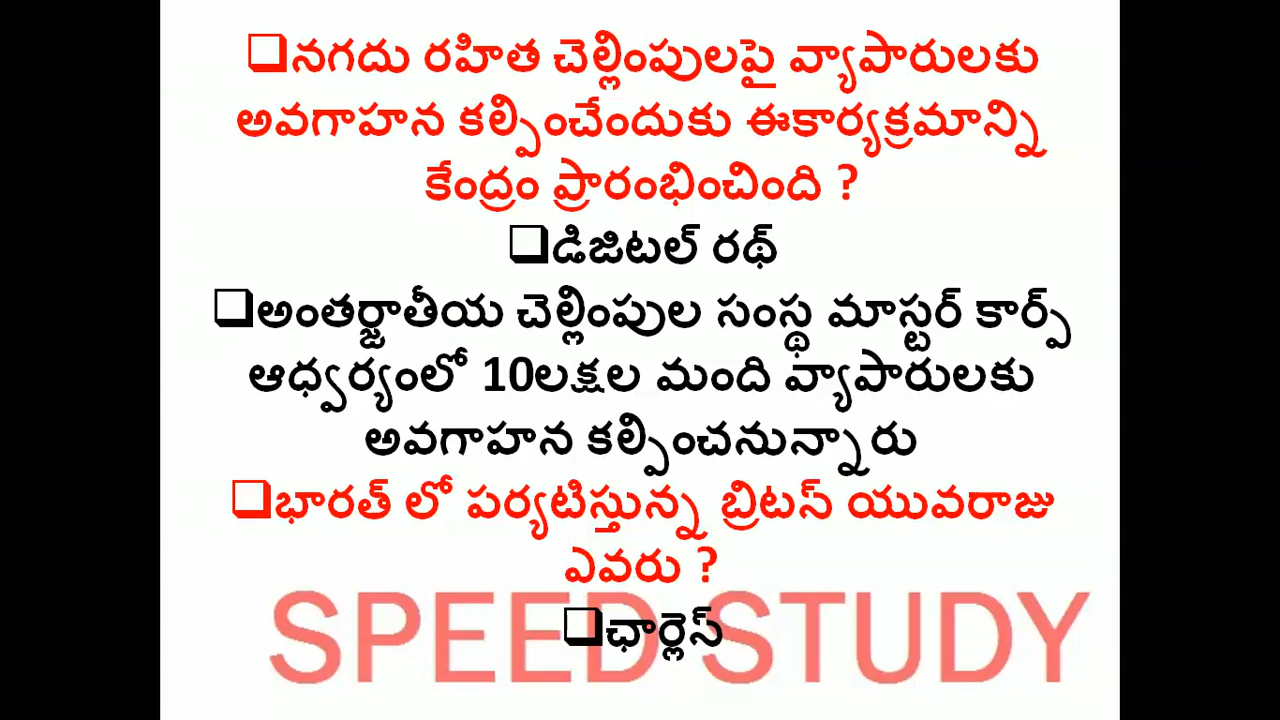 ❑నగదు రహిత చెల్లింపులపై వ్యాపారులకు
అవగాహన కల్పించేందుకు ఈకార్యక్రమాన్ని
కేంద్రం ప్రారంభించింది ?
❑డిజిటల్ రథ్
❑అంతర్జాతీయ చెల్లింపుల సంస్థ మాస్టర్ కార్ప్
ఆధ్వర్యంలో 10లక్షల మంది వ్యాపారులకు
అవగాహన కల్పించనున్నారు
❑భారత్ లో పర్యటిస్తున్న బ్రిటస్ యువరాజు
ఎవరు ?
❑ఛార్లెస్
SPEED STUDY